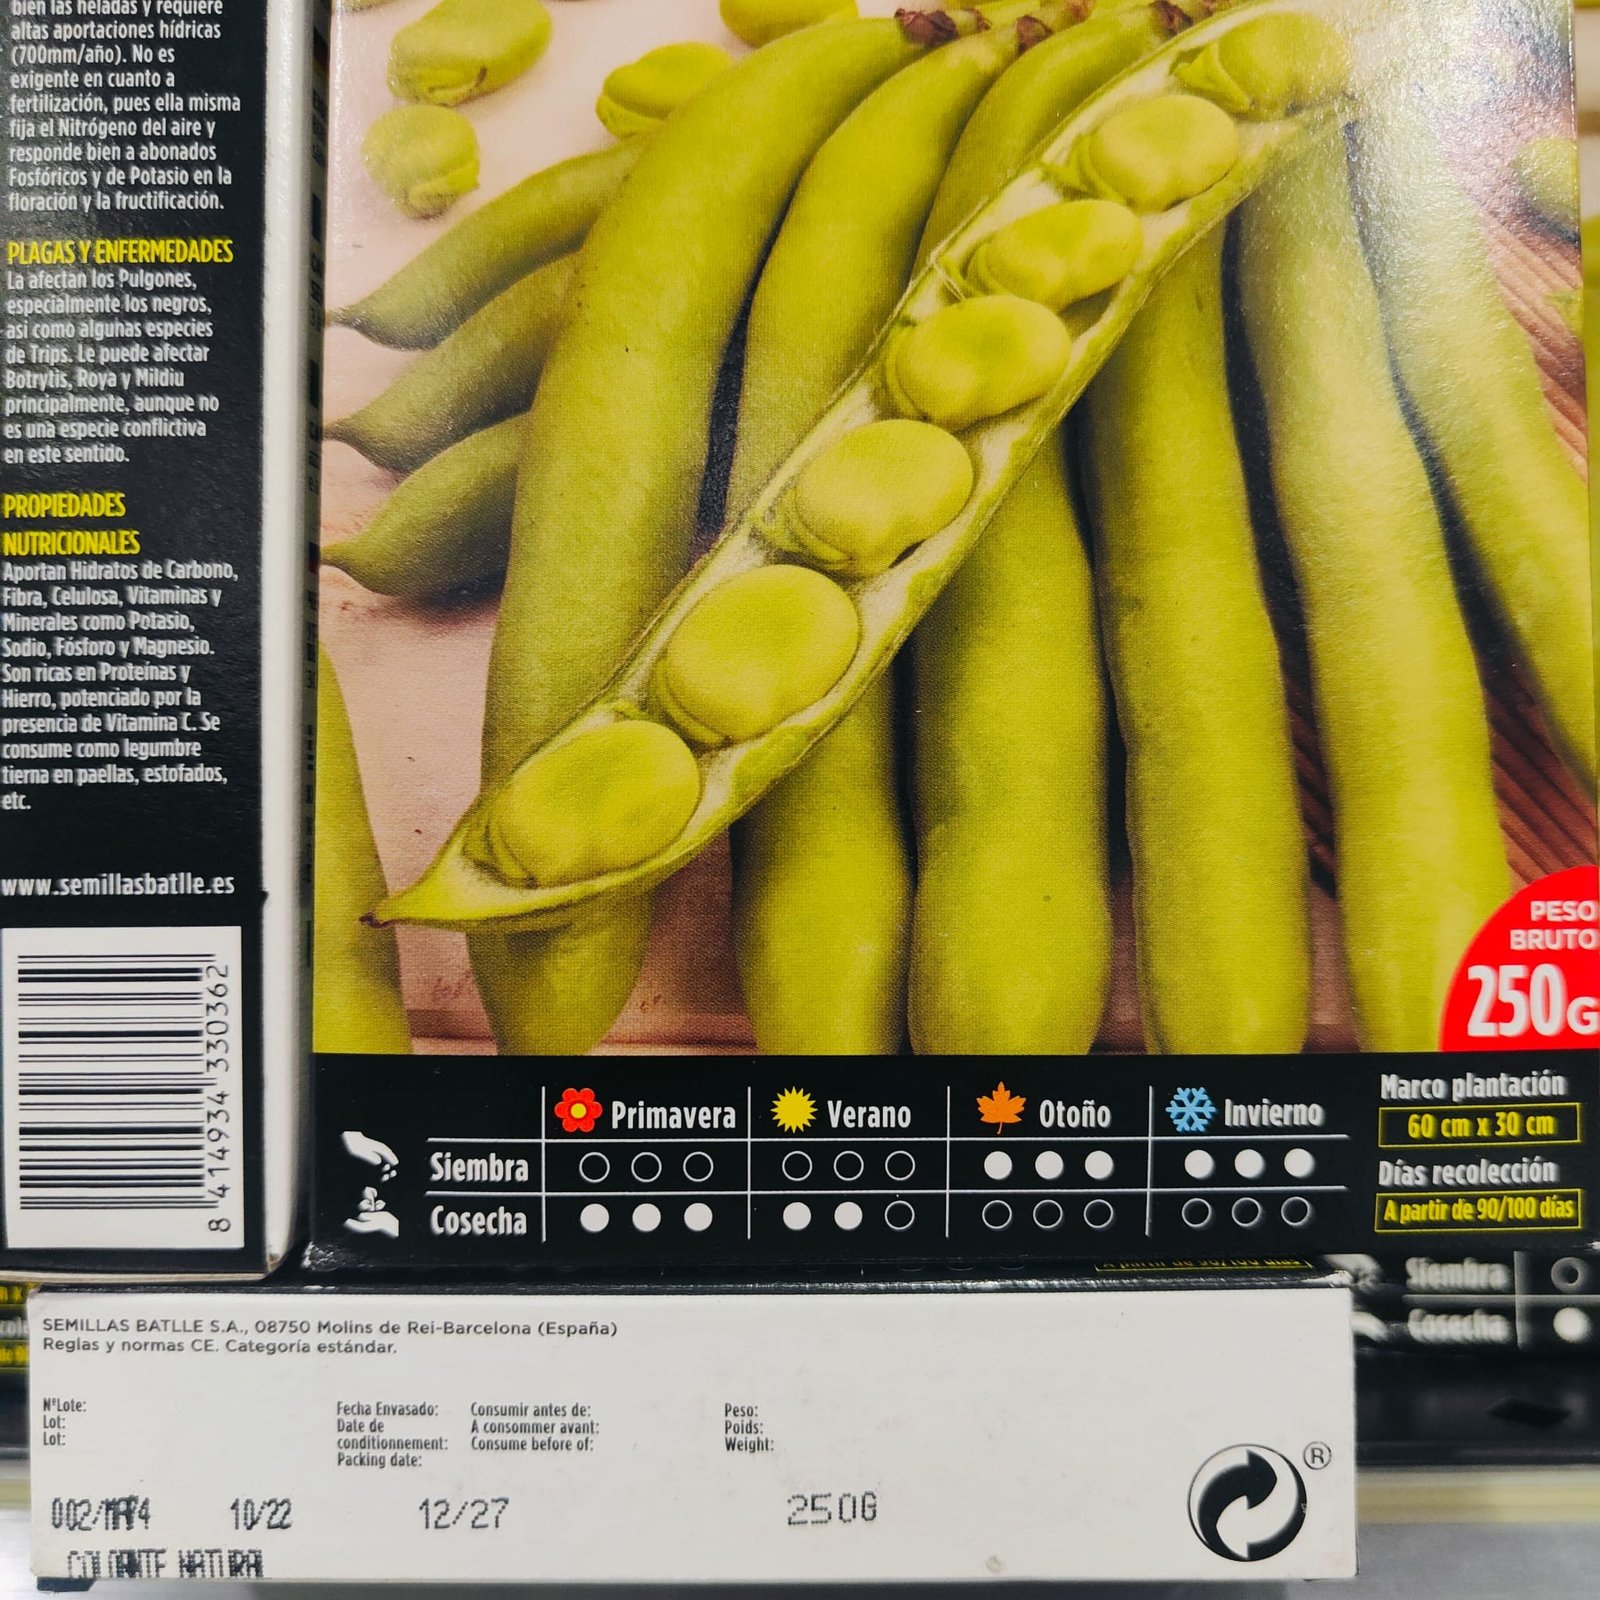 bien las heladas y requiere
altas aportaciones hídricas
(700mm/año). No es
exigente en cuanto a
fertilización, pues ella misma
fija el Nitrógeno del aire y
responde bien a abonados
Fosfóricos y de Potasio en la
floración y la fructificación.
PLAGAS Y ENFERMEDADES
La afectan los Pulgones,
especialmente los negros,
asi como algunas especies
de Trips. Le puede afectar
Botrytis, Roya y Mildiu
principalmente, aunque no
es una especie conflictiva
en este sentido.
PROPIEDADES
NUTRICIONALES
Aportan Hidratos de Carbono,
Fibra, Celulosa, Vitaminas y
Minerales como Potasio,
Sodio, Fósforo y Magnesio.
Son ricas en Proteínas y
Hierro, potenciado por la
presencia de Vitamina C. Se
consume como legumbre
tierna en paellas, estofados,
etc.
www.semillasbatlle.es
8 414934 330362
PESO
BRUTO
250G
Primavera Verano Otoño Invierno
Siembra
Cosecha
Marco plantación
60 cm x 30 cm
Días recolección
A partir de 90/100 días
Siembra
Cosecha
SEMILLAS BATLLE S.A., 08750 Molins de Rei-Barcelona (España)
Reglas y normas CE. Categoría estándar.
NºLote:
Lot:
Lot:
Fecha Envasado:
Date de
conditionnement:
Packing date:
Consumir antes de:
A consommer avant:
Consume before of:
Peso:
Poids:
Weight:
10/22 12/27 250G
COLORANTE NATURAL
®